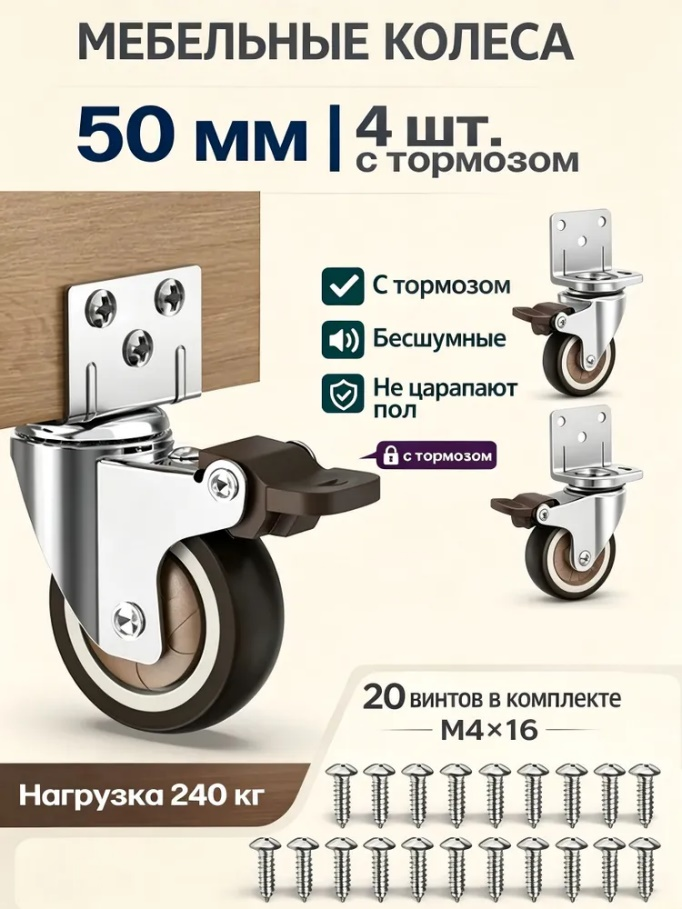 МЕБЕЛЬНЫЕ КОЛЕСА
50 мм | 4 шт.
с тормозом
С тормозом
Бесшумные
Не царапают
пол
с тормозом
20 винтов в комплекте
М4×16
Нагрузка 240 кг